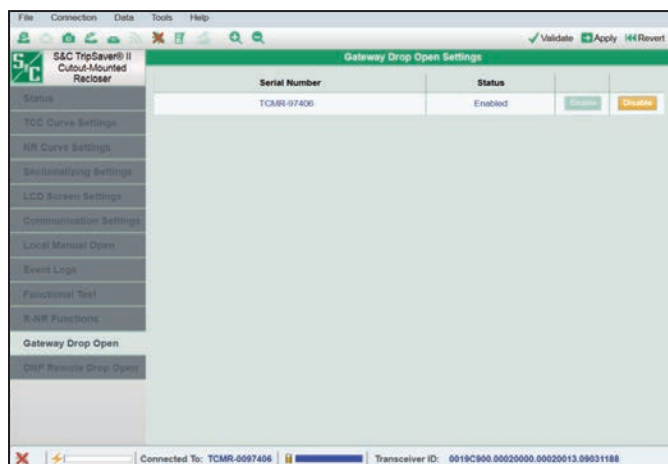 File Connection Data Tools Help
Validate Apply Revert
S&C
S&C TripSaver® II
Cutout-Mounted
Recloser
Gateway Drop Open Settings
Serial Number Status
TCMR-97406 Enabled Enable Disable
Status
TCC Curve Settings
NR Curve Settings
Sectionalizing Settings
LCD Screen Settings
Communication Settings
Local Manual Open
Event Logs
Functional Test
R-NR Functions
Gateway Drop Open
DNP Remote Drop Open
Connected To: TCMR-0097406 Transceiver ID: 0019C900.00020000.00020013.09031188